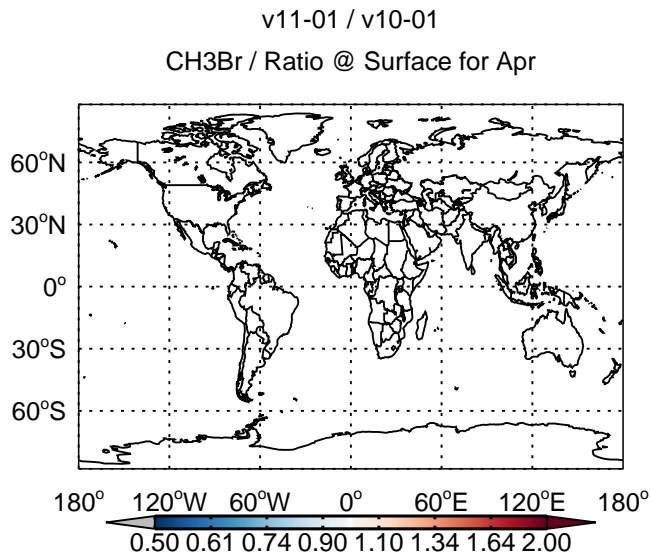 v11-01 / v10-01
CH3Br / Ratio @ Surface for Apr
60°N
30°N
0°
30°S
60°S
180° 120°W 60°W 0° 60°E 120°E 180°
0.50 0.61 0.74 0.90 1.10 1.34 1.64 2.00